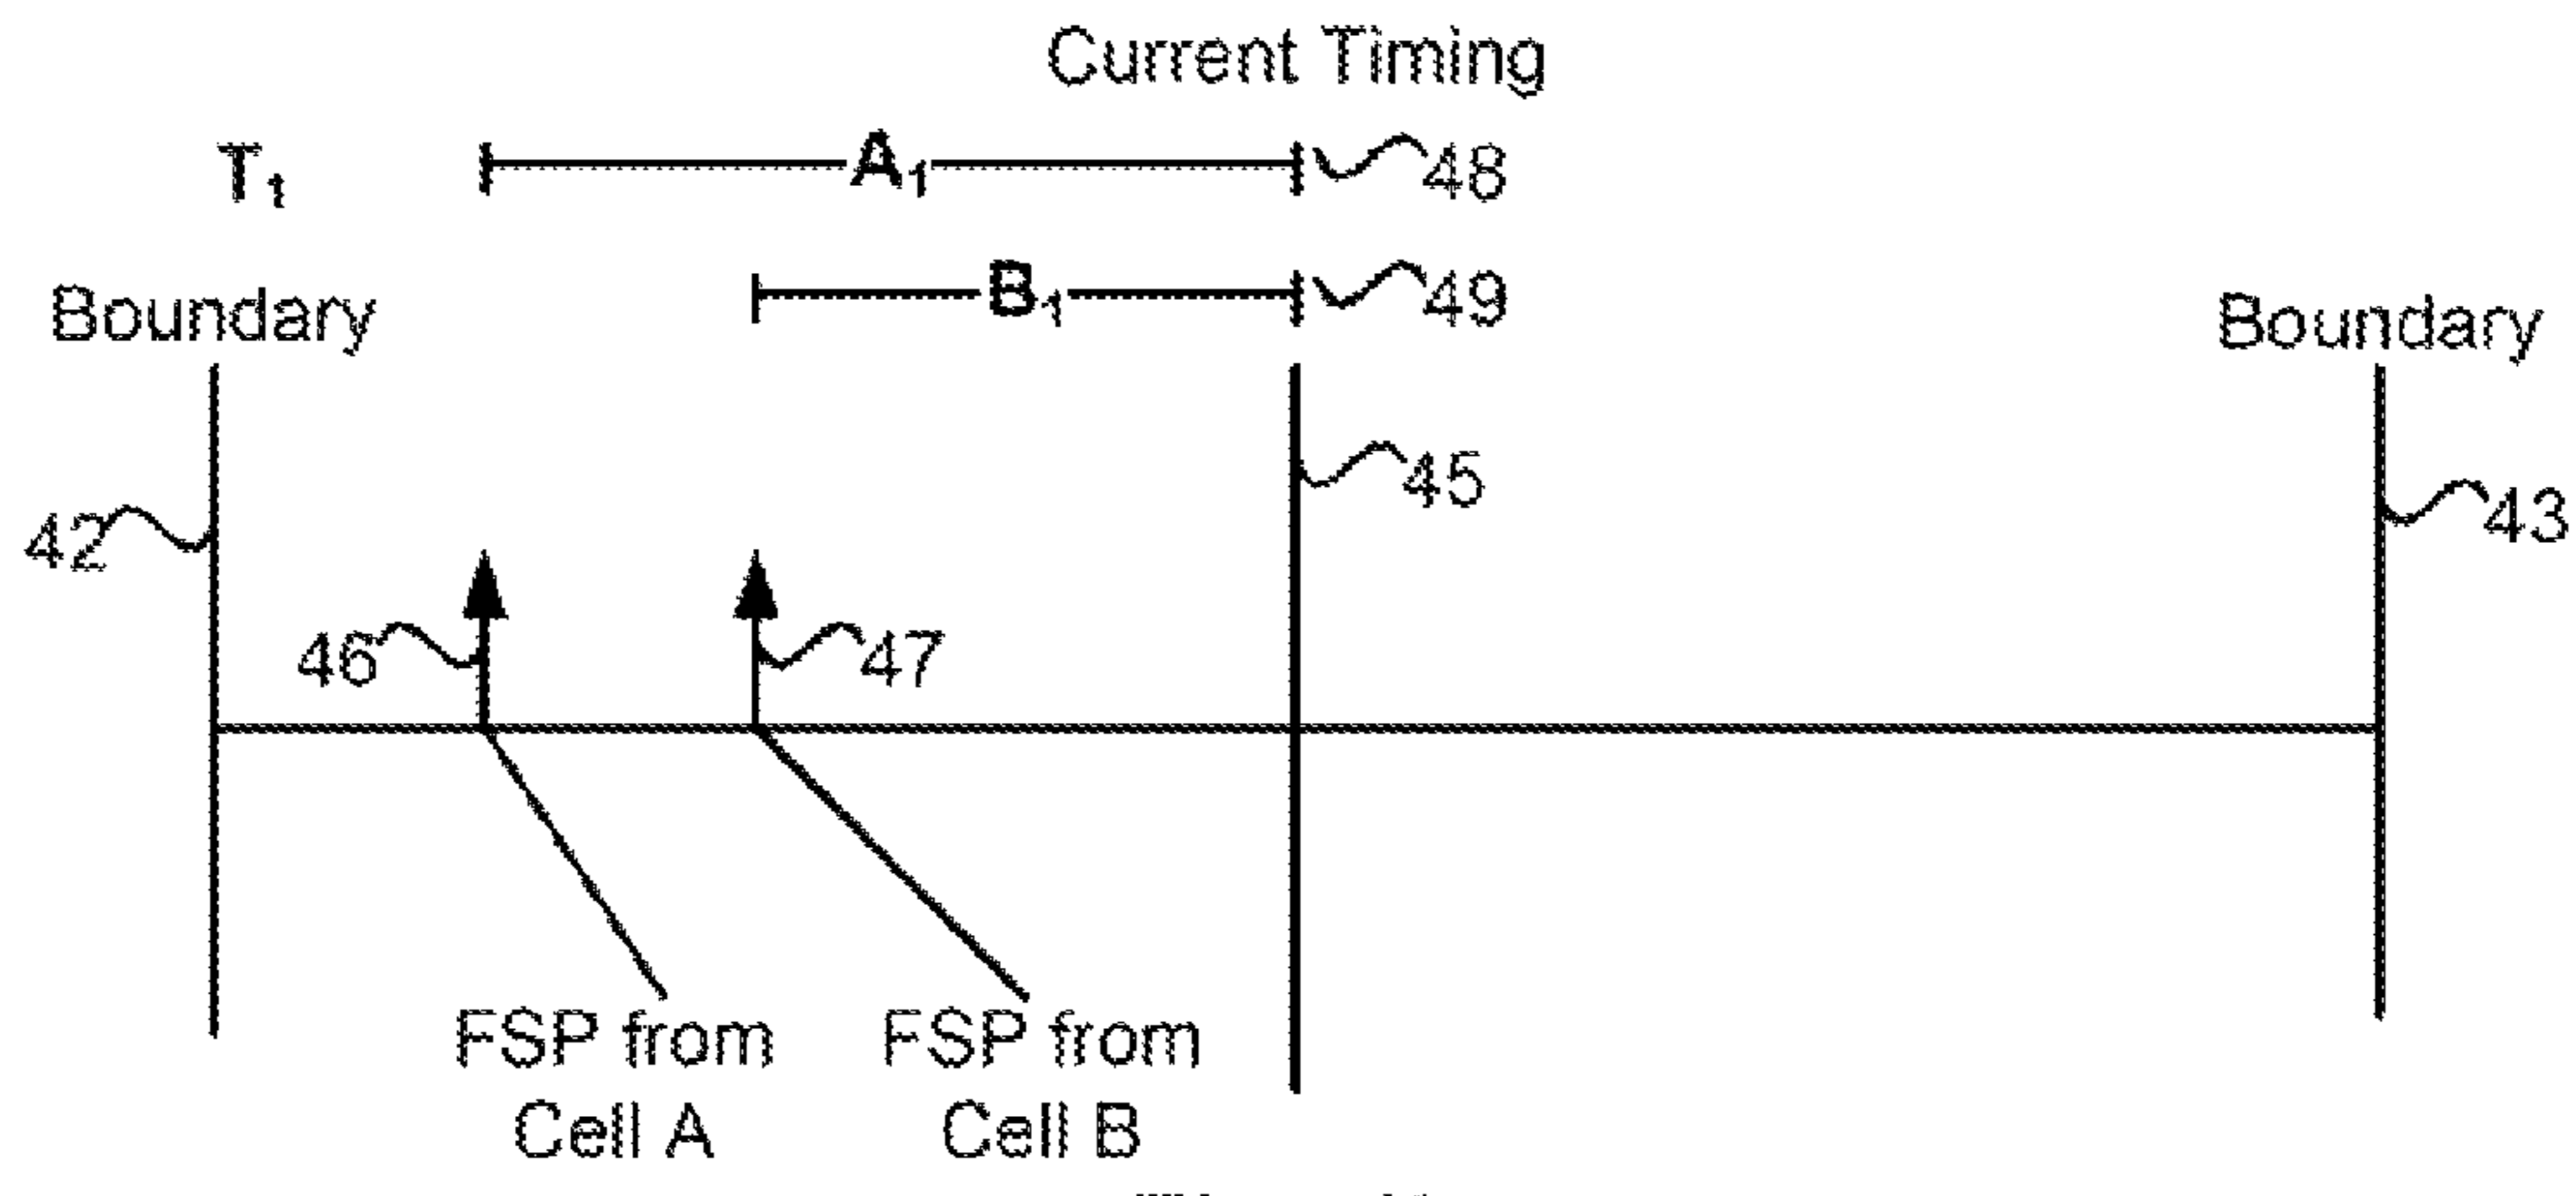 Current Timing
Tt A1 48
B1 49
Boundary Boundary
45
42 43
46 47
FSP from FSP from
Cell A Cell B